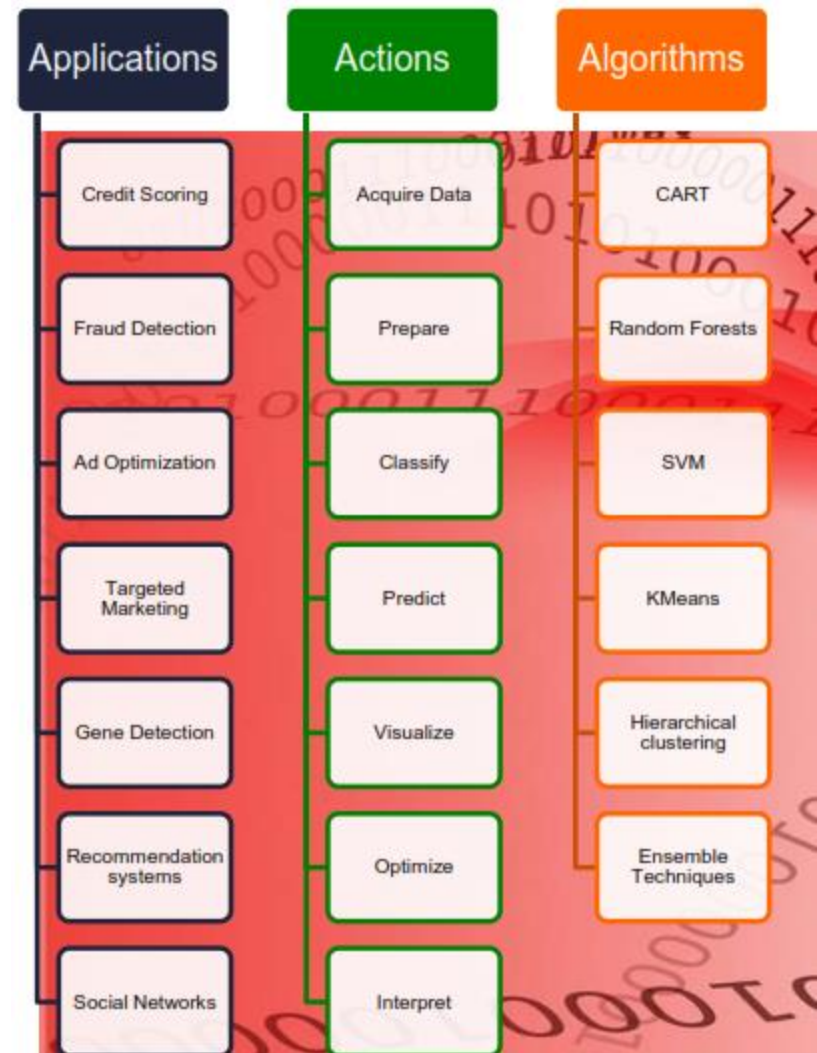 Applications
Credit Scoring
Fraud Detection
Ad Optimization
Targeted
Marketing
Gene Detection
Recommendation
systems
Social Networks
Actions
Acquire Data
Prepare
Classify
Predict
Visualize
Optimize
Interpret
Algorithms
CART
Random Forests
SVM
KMeans
Hierarchical
clustering
Ensemble
Techniques